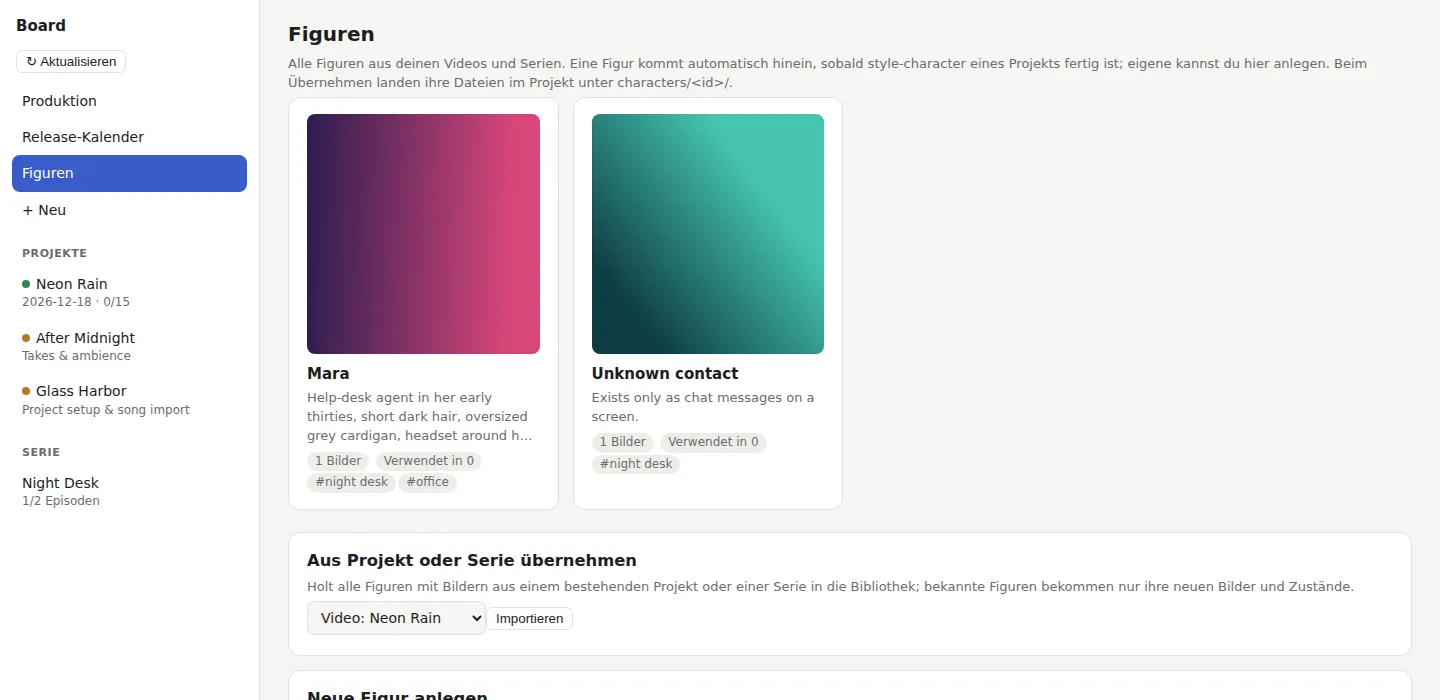 Board
↻ Aktualisieren
Produktion
Release-Kalender
Figuren
+ Neu
PROJEKTE
Neon Rain
2026-12-18 · 0/15
After Midnight
Takes & ambience
Glass Harbor
Project setup & song import
SERIE
Night Desk
1/2 Episoden
Figuren
Alle Figuren aus deinen Videos und Serien. Eine Figur kommt automatisch hinein, sobald style-character eines Projekts fertig ist; eigene kannst du hier anlegen. Beim
Übernehmen landen ihre Dateien im Projekt unter characters/<id>/.
Mara
Help-desk agent in her early
thirties, short dark hair, oversized
grey cardigan, headset around h...
1 Bilder Verwendet in 0
#night desk #office
Unknown contact
Exists only as chat messages on a
screen.
1 Bilder Verwendet in 0
#night desk
Aus Projekt oder Serie übernehmen
Holt alle Figuren mit Bildern aus einem bestehenden Projekt oder einer Serie in die Bibliothek; bekannte Figuren bekommen nur ihre neuen Bilder und Zustände.
Video: Neon Rain Importieren
Neue Figur anlegen